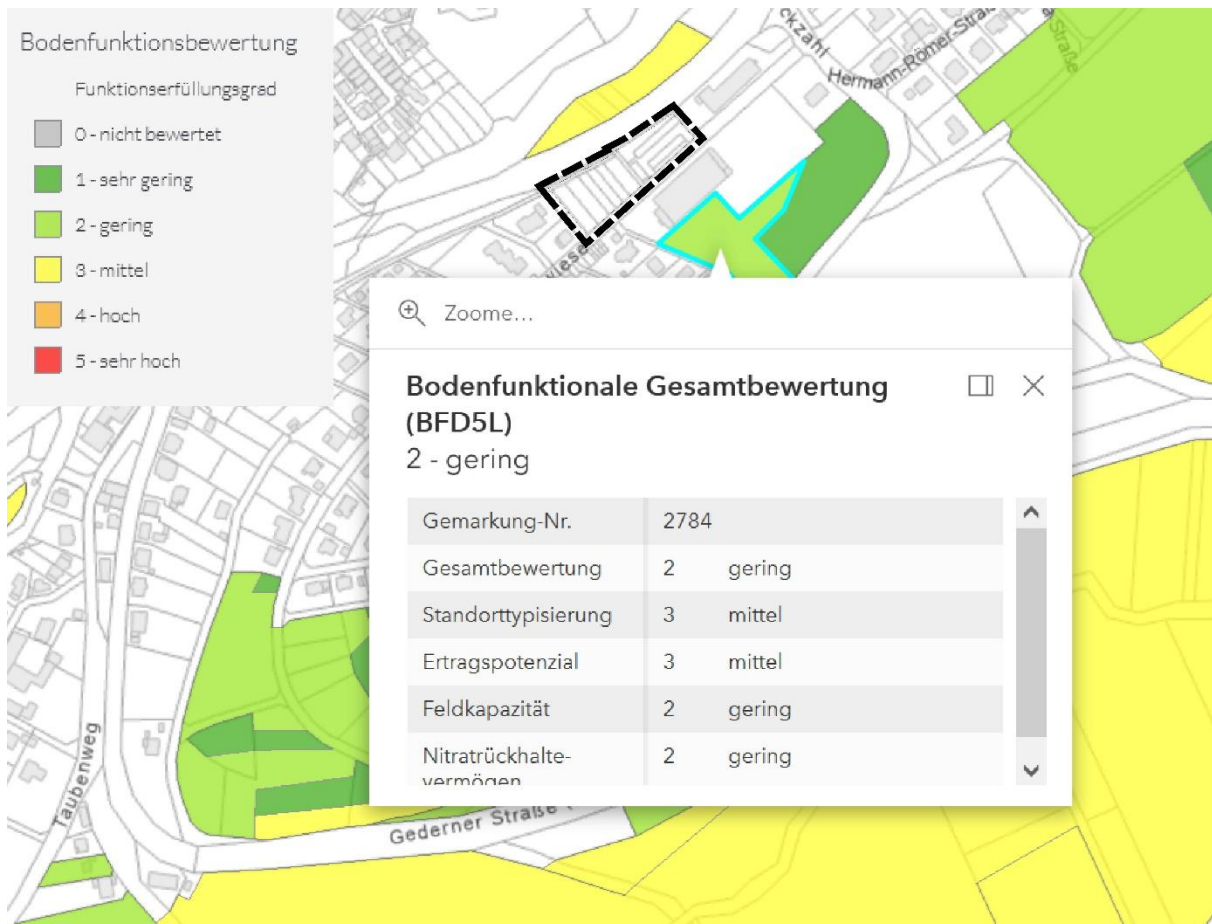 Bodenfunktionsbewertung
Funktionserfüllungsgrad
0 - nicht bewertet
1 - sehr gering
2 - gering
3 - mittel
4 - hoch
5 - sehr hoch
Hermann-Römer-Straße
Straße
wiese
Zoome...
Bodenfunktionale Gesamtbewertung
(BFD5L)
2 - gering
Gemarkung-Nr. 2784
Gesamtbewertung 2 gering
Standorttypisierung 3 mittel
Ertragspotenzial 3 mittel
Feldkapazität 2 gering
Nitratrückhalte- 2 gering
vermögen
Taubenweg
Gederner Straße